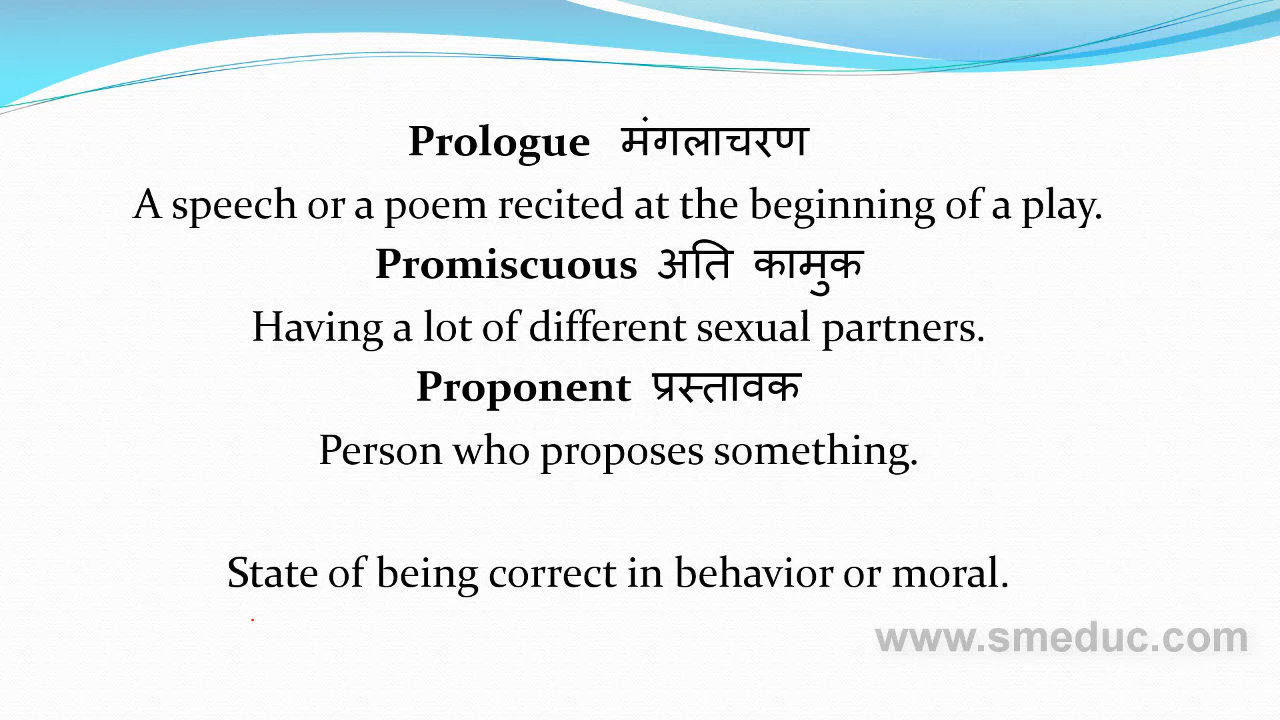 Prologue मंगलाचरण
A speech or a poem recited at the beginning of a play.
Promiscuous अति कामुक
Having a lot of different sexual partners.
Proponent प्रस्तावक
Person who proposes something.
State of being correct in behavior or moral.
www.smeduc.com